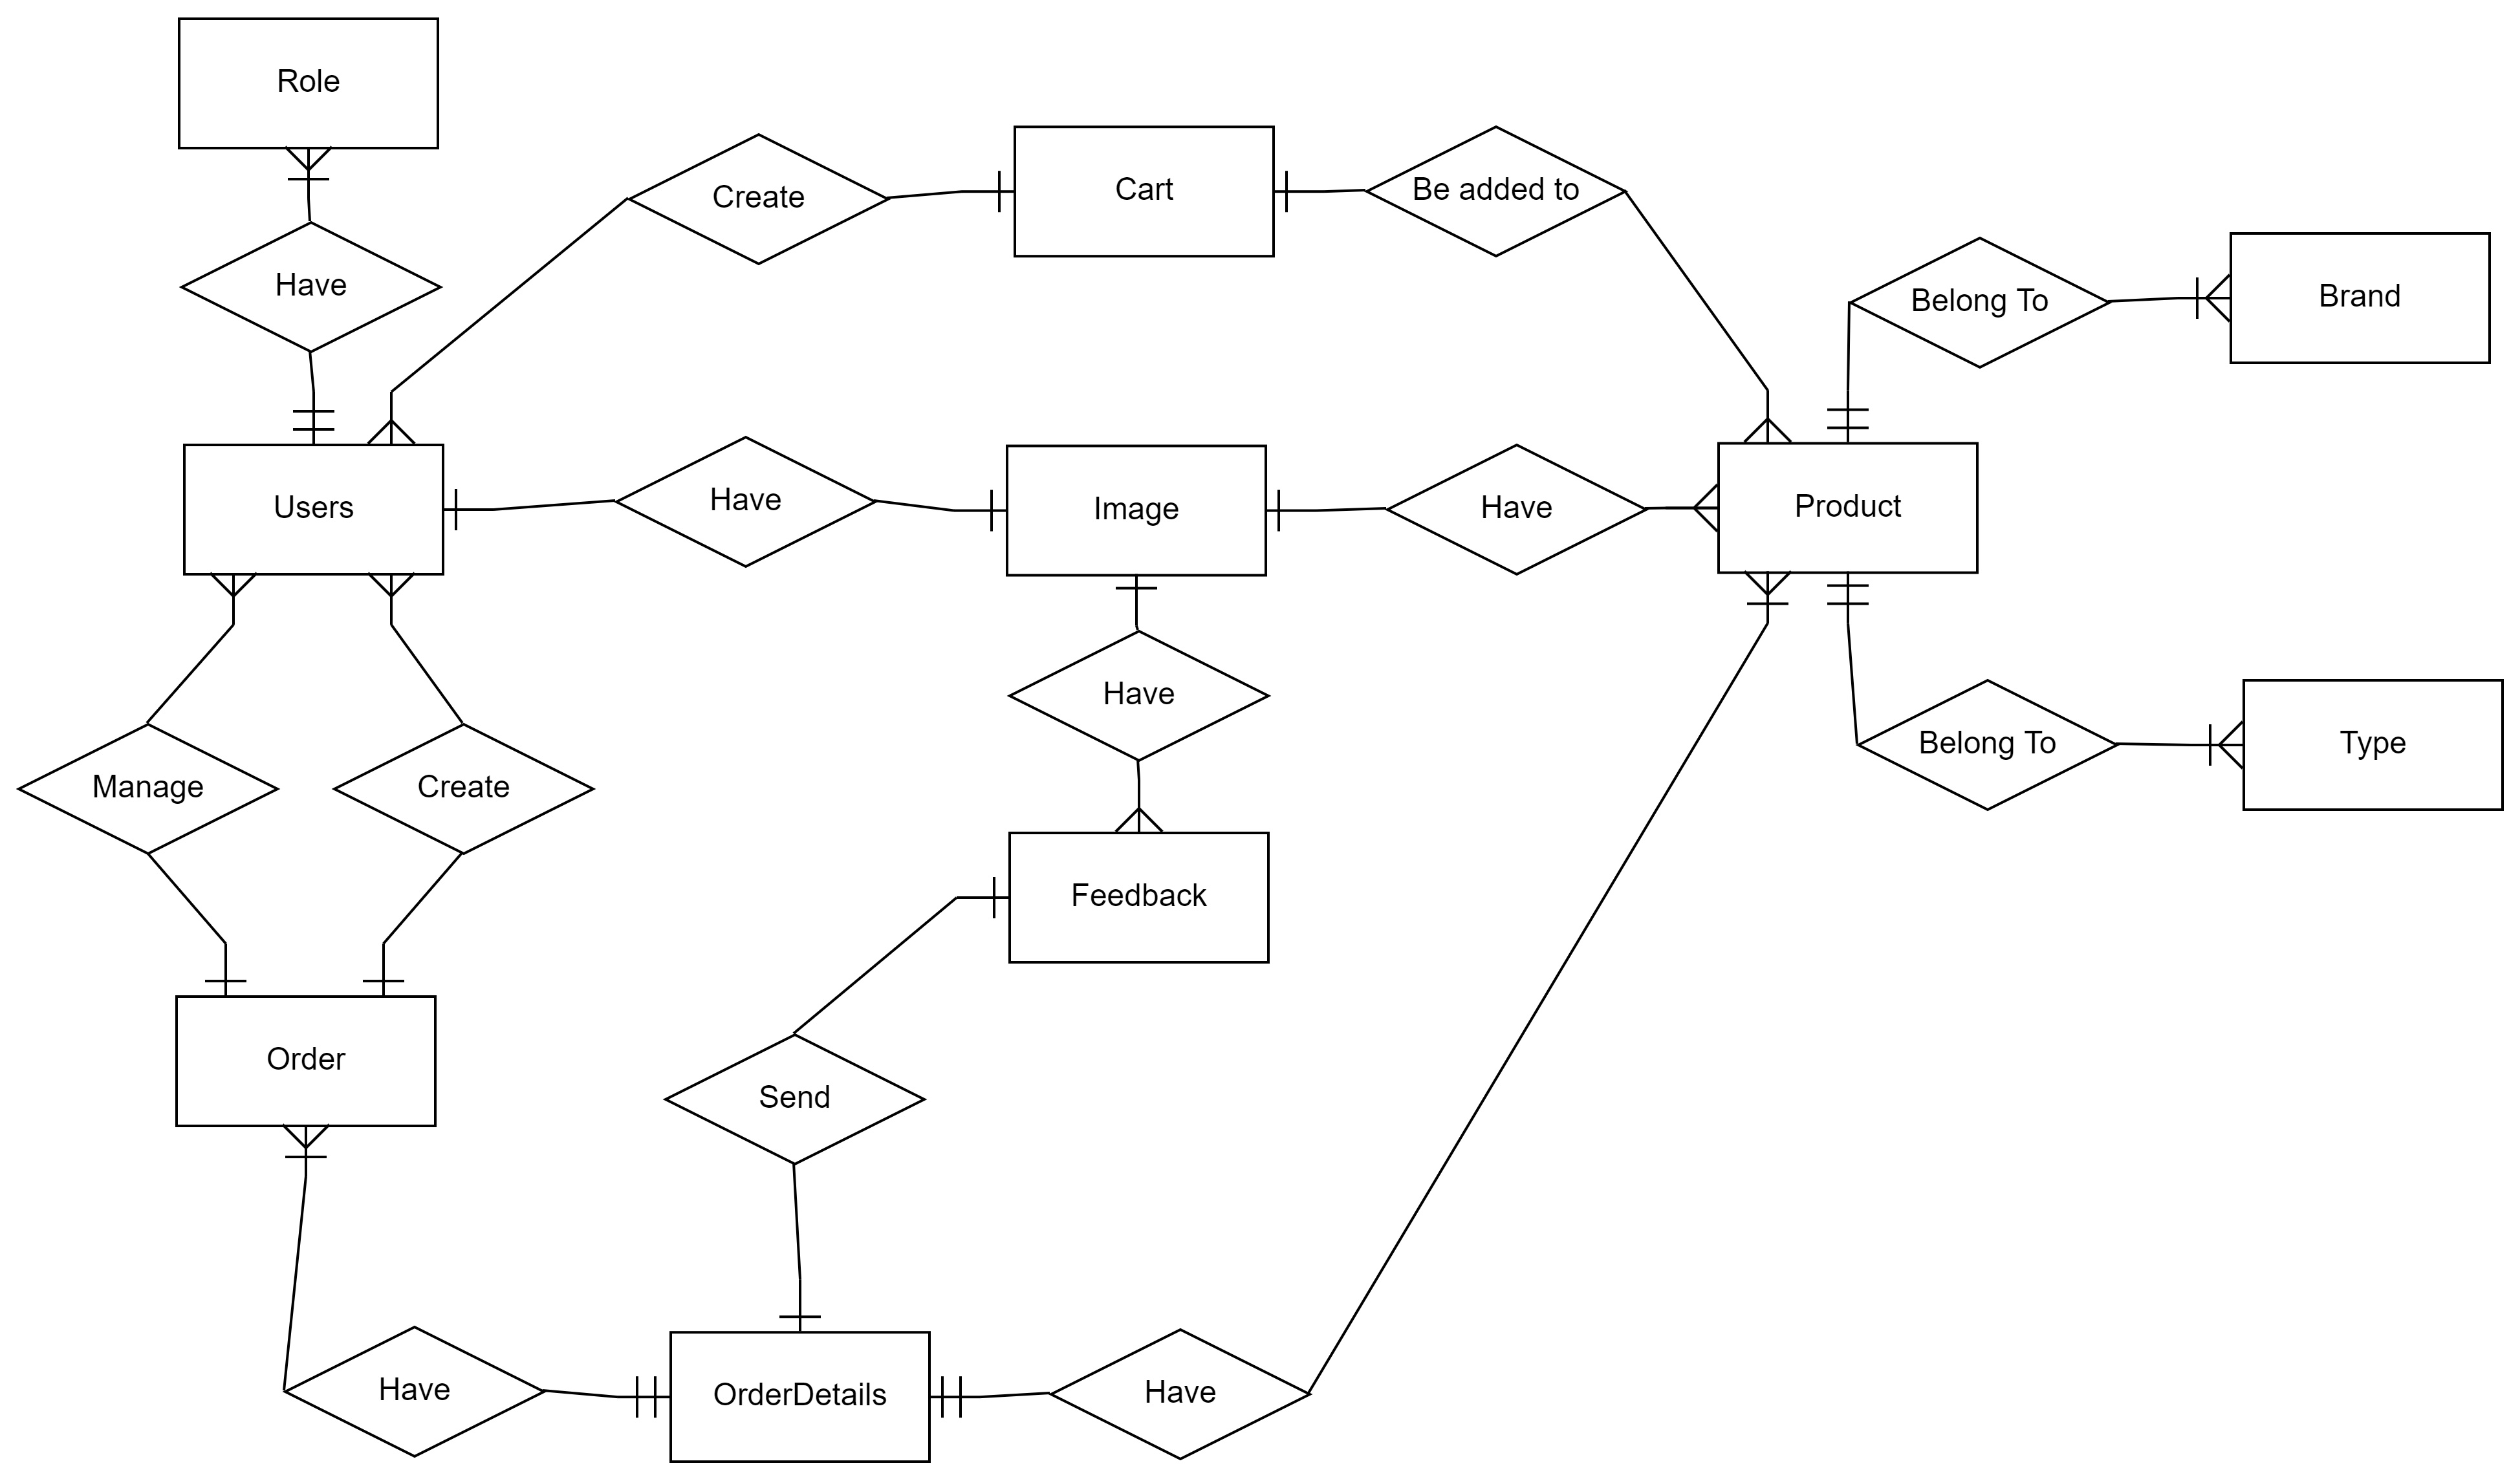 Role
Create
Cart
Be added to
Have
Belong To
Brand
Users
Have
Image
Have
Product
Have
Belong To
Type
Manage
Create
Feedback
Order
Send
Have
OrderDetails
Have